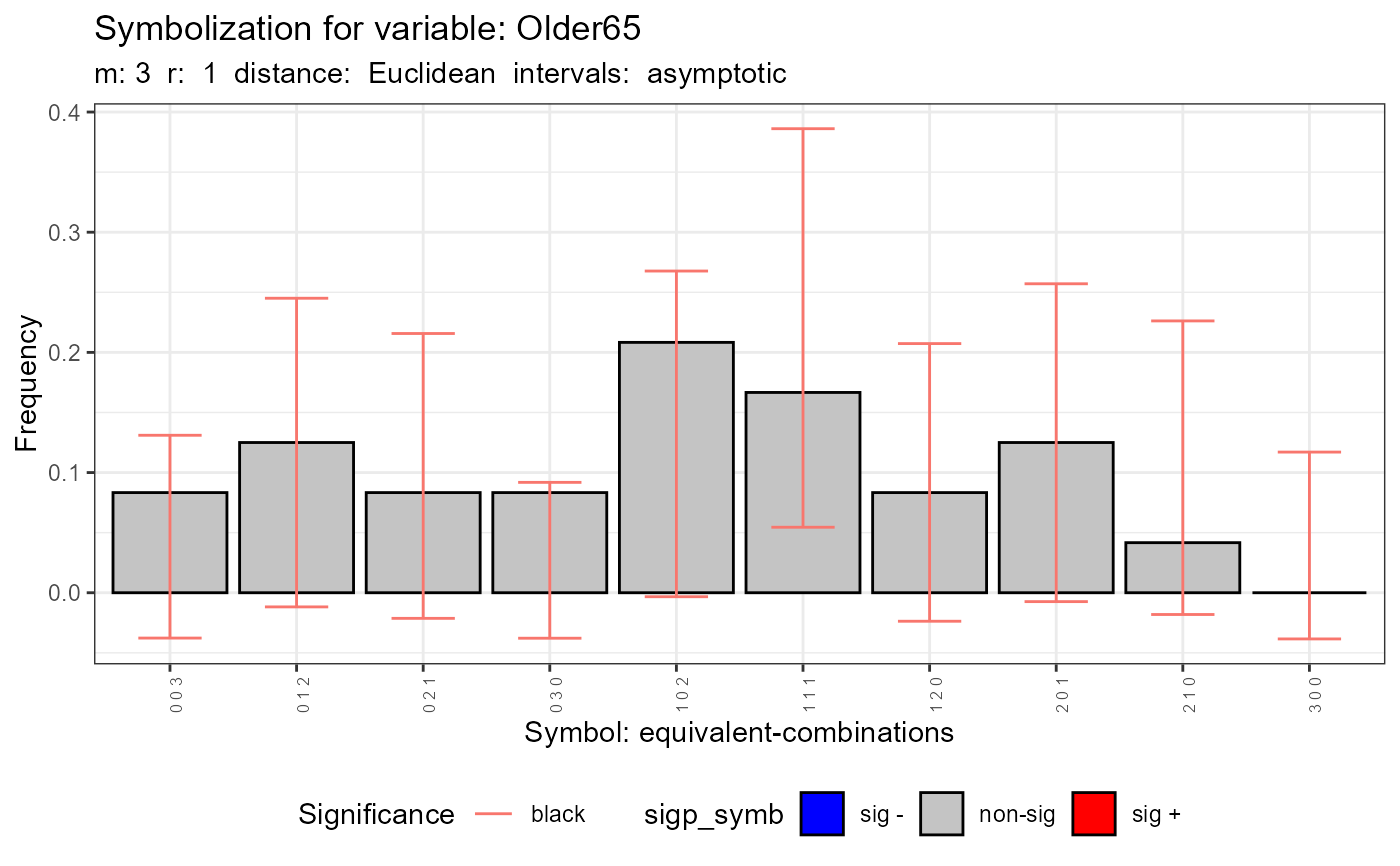 Symbolization for variable: Older65
m: 3 r: 1 distance: Euclidean intervals: asymptotic
Frequency
0.4
0.3
0.2
0.1
0.0
0 0 3
0 1 2
0 2 1
0 3 0
1 0 2
1 1 1
1 2 0
2 0 1
2 1 0
3 0 0
Symbol: equivalent-combinations
Significance black sigp_symb sig - non-sig sig +